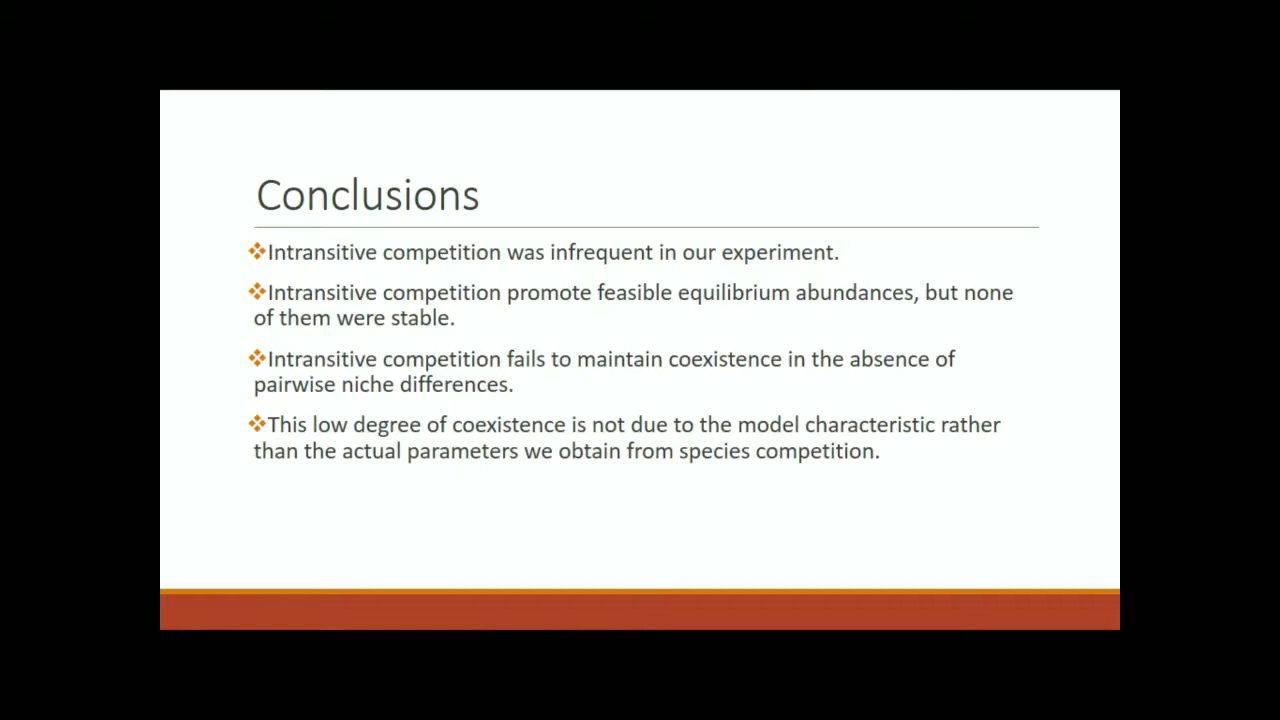 Conclusions
❖Intransitive competition was infrequent in our experiment.
❖Intransitive competition promote feasible equilibrium abundances, but none
of them were stable.
❖Intransitive competition fails to maintain coexistence in the absence of
pairwise niche differences.
❖This low degree of coexistence is not due to the model characteristic rather
than the actual parameters we obtain from species competition.